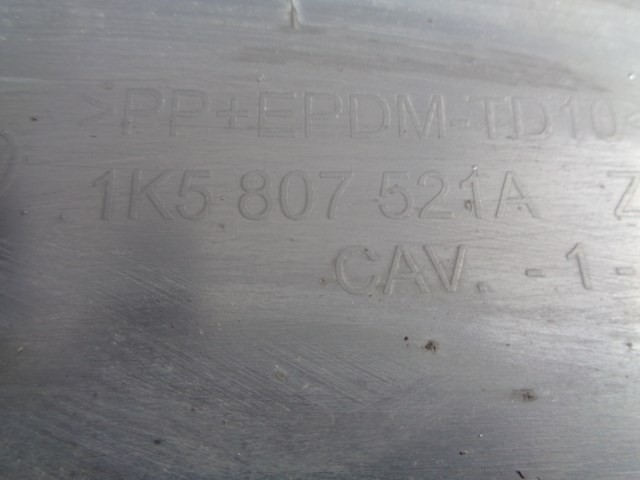 >PP+EPDM-TD10<
1K5 807 521A Z
CAV. -1-